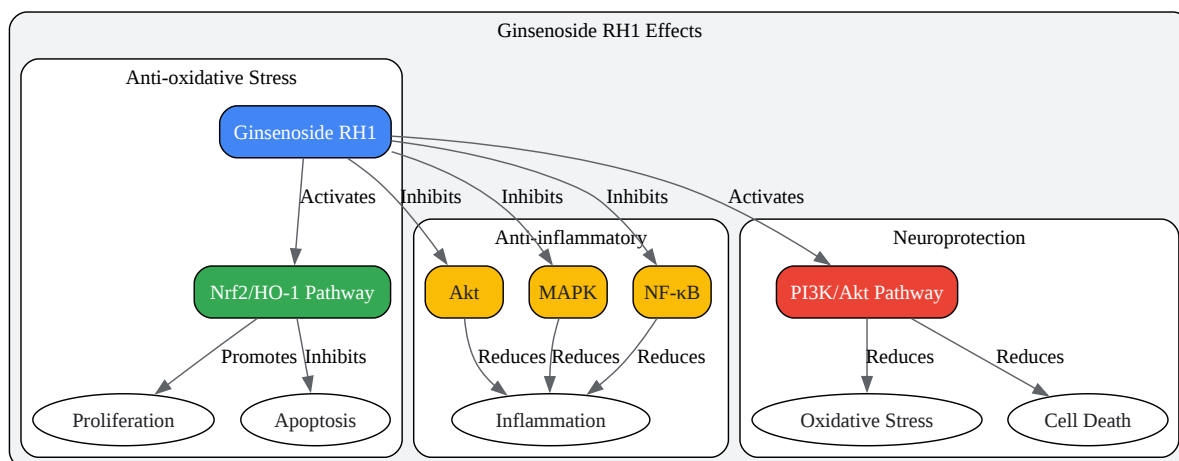 Ginsenoside RH1 Effects
Anti-oxidative Stress
Ginsenoside RH1
Activates
Inhibits
Inhibits
Inhibits
Activates
Anti-inflammatory
Neuroprotection
Nrf2/HO-1 Pathway
Akt
MAPK
NF-κB
PI3K/Akt Pathway
Promotes
Inhibits
Reduces
Reduces
Reduces
Reduces
Reduces
Proliferation
Apoptosis
Inflammation
Oxidative Stress
Cell Death